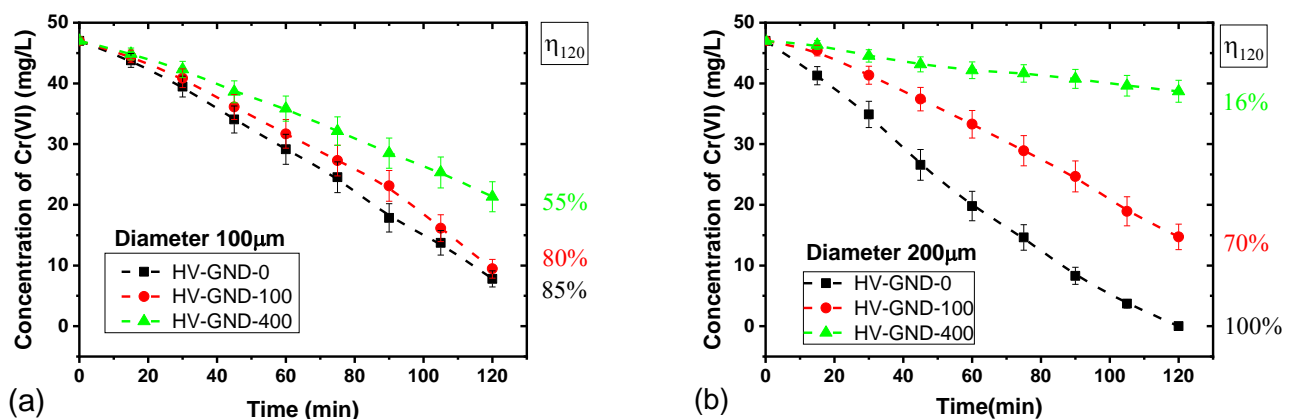 50
40
30
20
10
0
Concentration of Cr(VI) (mg/L)
0 20 40 60 80 100 120
Time (min)
Diameter 100μm
HV-GND-0
HV-GND-100
HV-GND-400
η120
55%
80%
85%
(a)
50
40
30
20
10
0
Concentration of Cr(VI) (mg/L)
0 20 40 60 80 100 120
Time(min)
Diameter 200μm
HV-GND-0
HV-GND-100
HV-GND-400
η120
16%
70%
100%
(b)